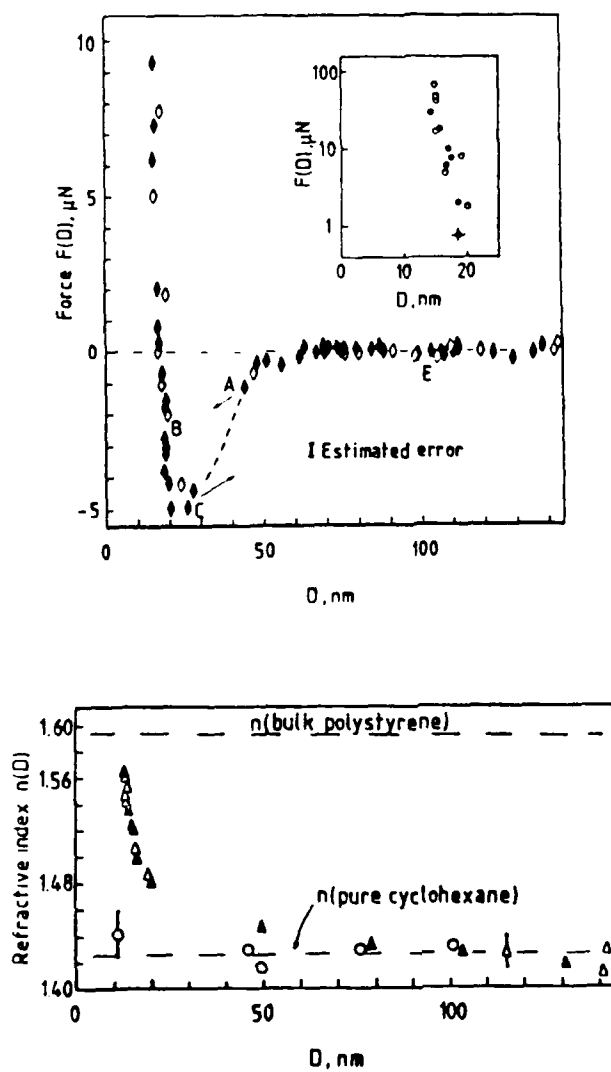 10
5
0
-5
Force F(D), µN
0
50
100
D, nm
100
10
1
F(D), µN
0
10
20
D, nm
A
B
C
E
I Estimated error
1.60
1.56
1.48
1.40
Refractive index n(D)
n(bulk polystyrene)
n(pure cyclohexane)
0
50
100
D, nm